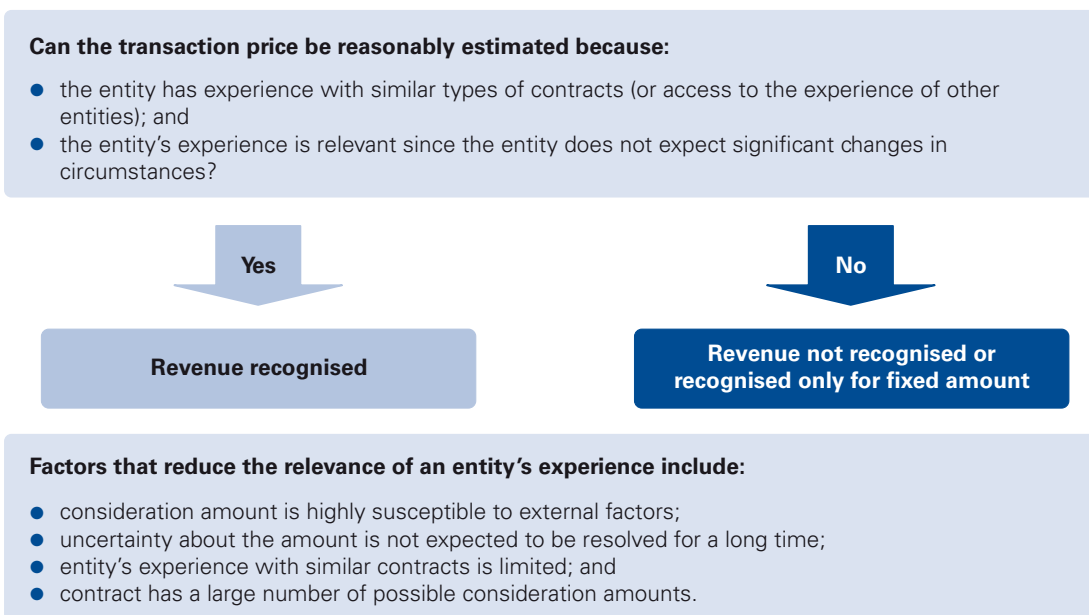 Can the transaction price be reasonably estimated because:
● the entity has experience with similar types of contracts (or access to the experience of other
entities); and
● the entity’s experience is relevant since the entity does not expect significant changes in
circumstances?
Yes
No
Revenue recognised
Revenue not recognised or
recognised only for fixed amount
Factors that reduce the relevance of an entity’s experience include:
● consideration amount is highly susceptible to external factors;
● uncertainty about the amount is not expected to be resolved for a long time;
● entity’s experience with similar contracts is limited; and
● contract has a large number of possible consideration amounts.